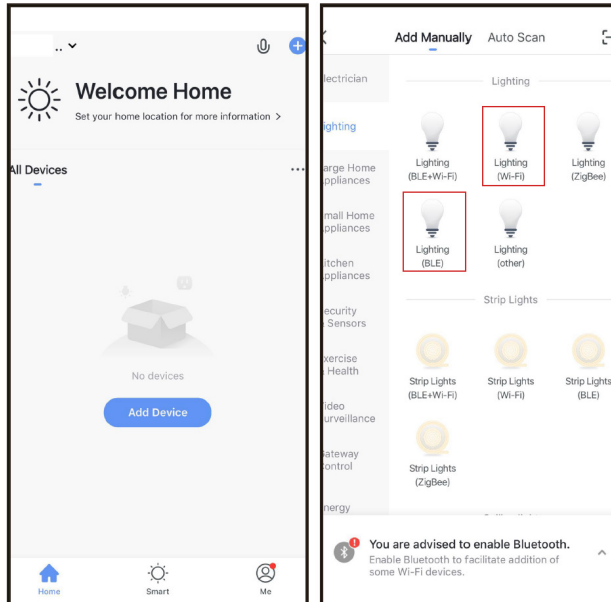 ..
Welcome Home
Set your home location for more information >
All Devices
...
No devices
Add Device
Home
Smart
Me
Add Manually Auto Scan
lectrician
ighting
arge Home
ppliances
mall Home
ppliances
itchen
ppliances
ecurity
Sensors
xercise
Health
ideo
urveillance
ateway
ontrol
nergy
Lighting
Lighting
(BLE+Wi-Fi)
Lighting
(Wi-Fi)
Lighting
(ZigBee)
Lighting
(BLE)
Lighting
(other)
Strip Lights
Strip Lights
(BLE+Wi-Fi)
Strip Lights
(Wi-Fi)
Strip Lights
(BLE)
Strip Lights
(ZigBee)
You are advised to enable Bluetooth.
Enable Bluetooth to facilitate addition of
some Wi-Fi devices.